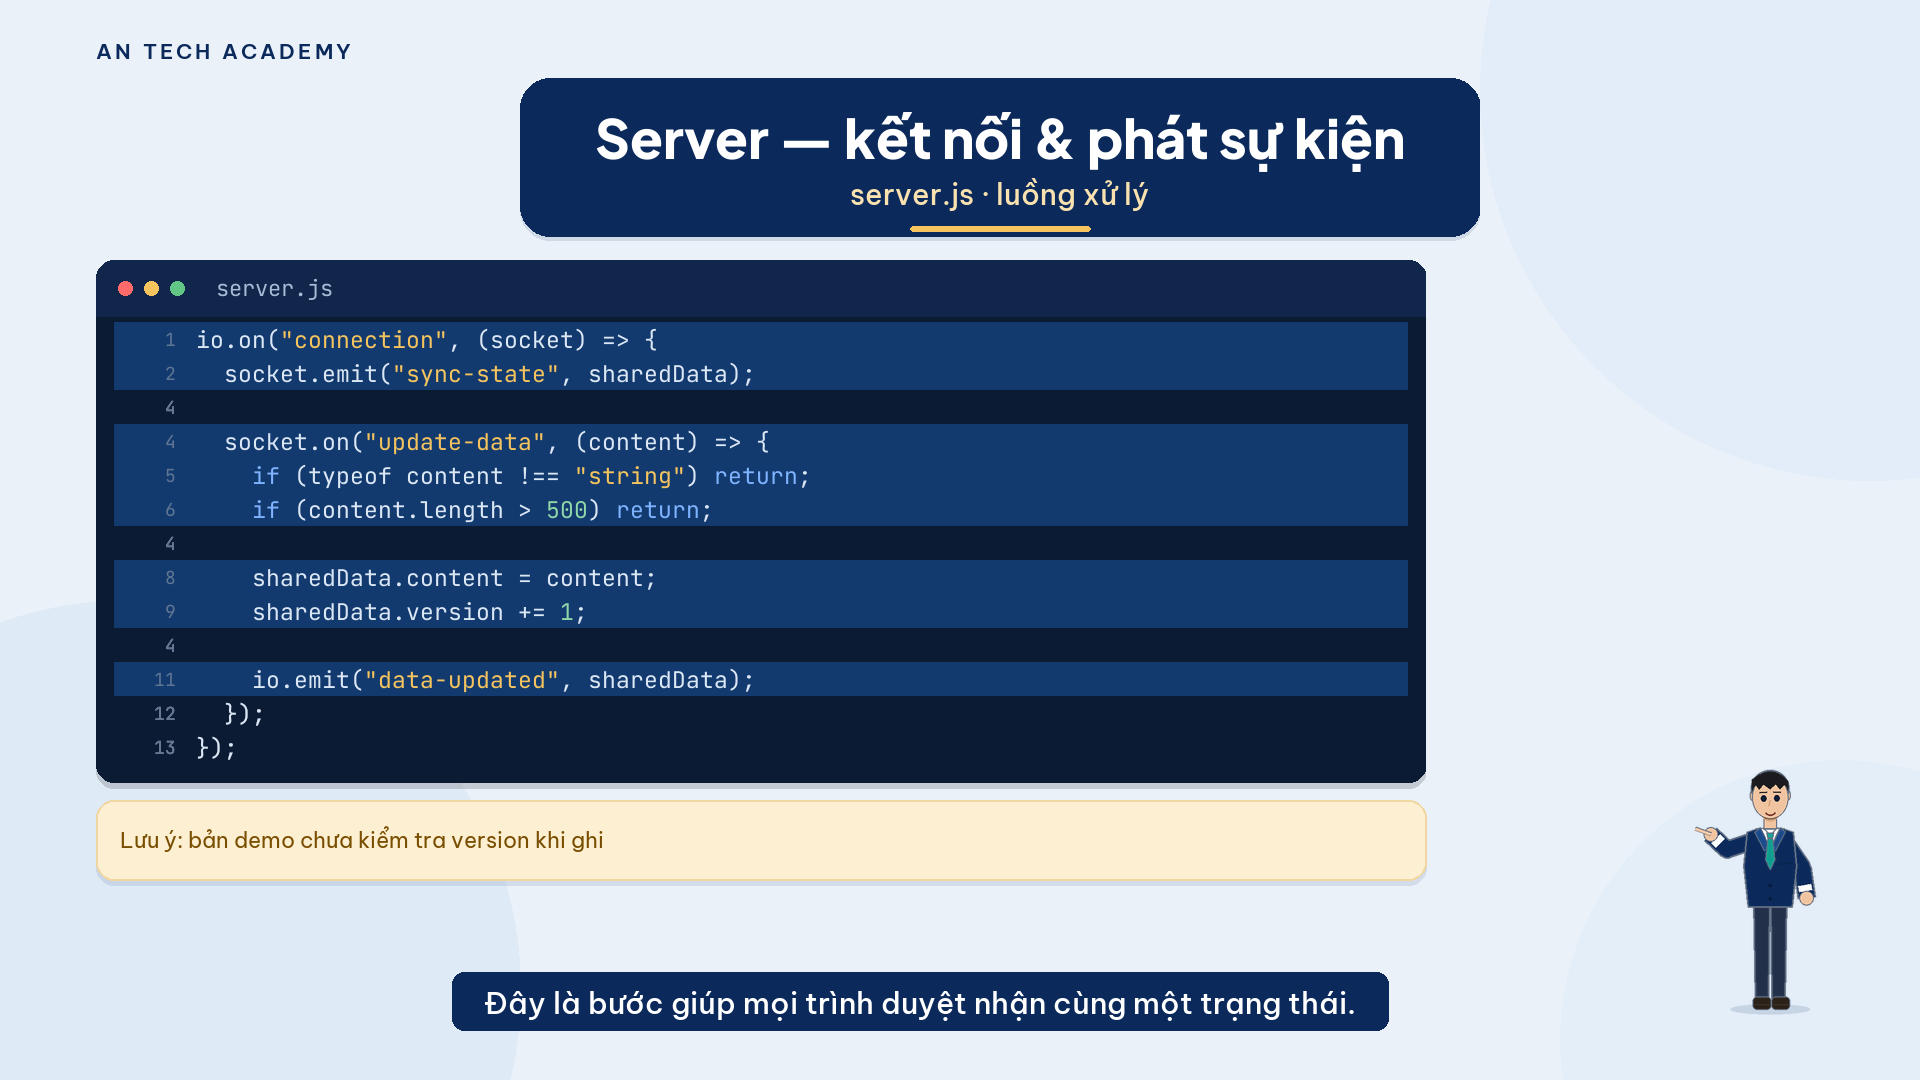 AN TECH ACADEMY
Server — kết nối & phát sự kiện
server.js · luồng xử lý
server.js
1 io.on("connection", (socket) => {
2 socket.emit("sync-state", sharedData);
4
4 socket.on("update-data", (content) => {
5 if (typeof content !== "string") return;
6 if (content.length > 500) return;
4
8 sharedData.content = content;
9 sharedData.version += 1;
4
11 io.emit("data-updated", sharedData);
12 });
13 });
Lưu ý: bản demo chưa kiểm tra version khi ghi
Đây là bước giúp mọi trình duyệt nhận cùng một trạng thái.